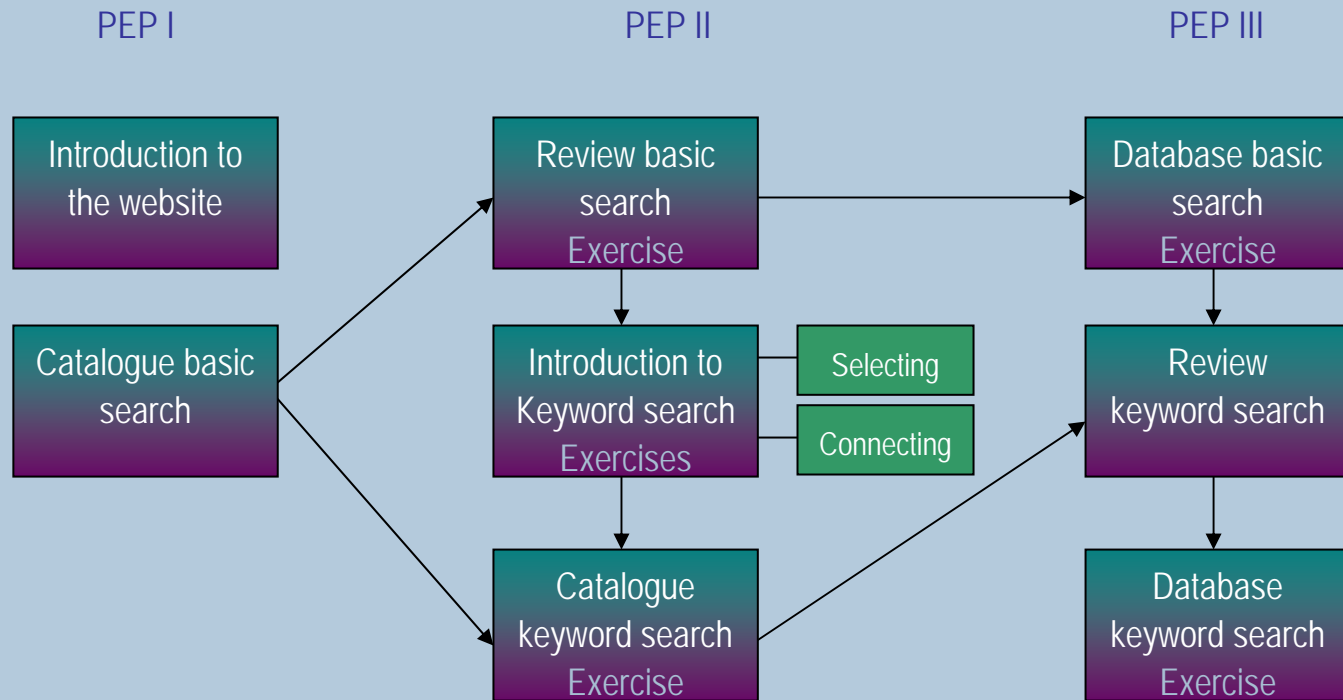 PEP I
PEP II
PEP III
Introduction to
the website
Review basic
search
Exercise
Database basic
search
Exercise
Catalogue basic
search
Introduction to
Keyword search
Exercises
Selecting
Connecting
Review
keyword search
Catalogue
keyword search
Exercise
Database
keyword search
Exercise